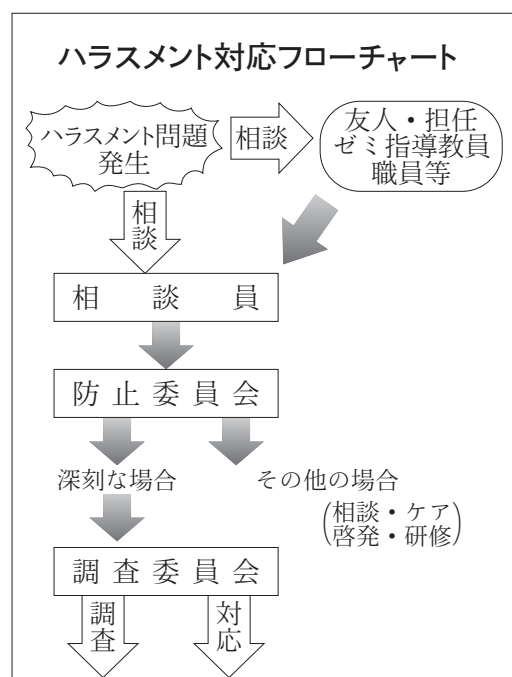 ハラスメント対応フローチャート
ハラスメント問題
発生
相談
友人・担任
ゼミ指導教員
職員等
相談
相談員
防止委員会
深刻な場合
その他の場合
(相談・ケア
啓発・研修)
調査委員会
調査
対応